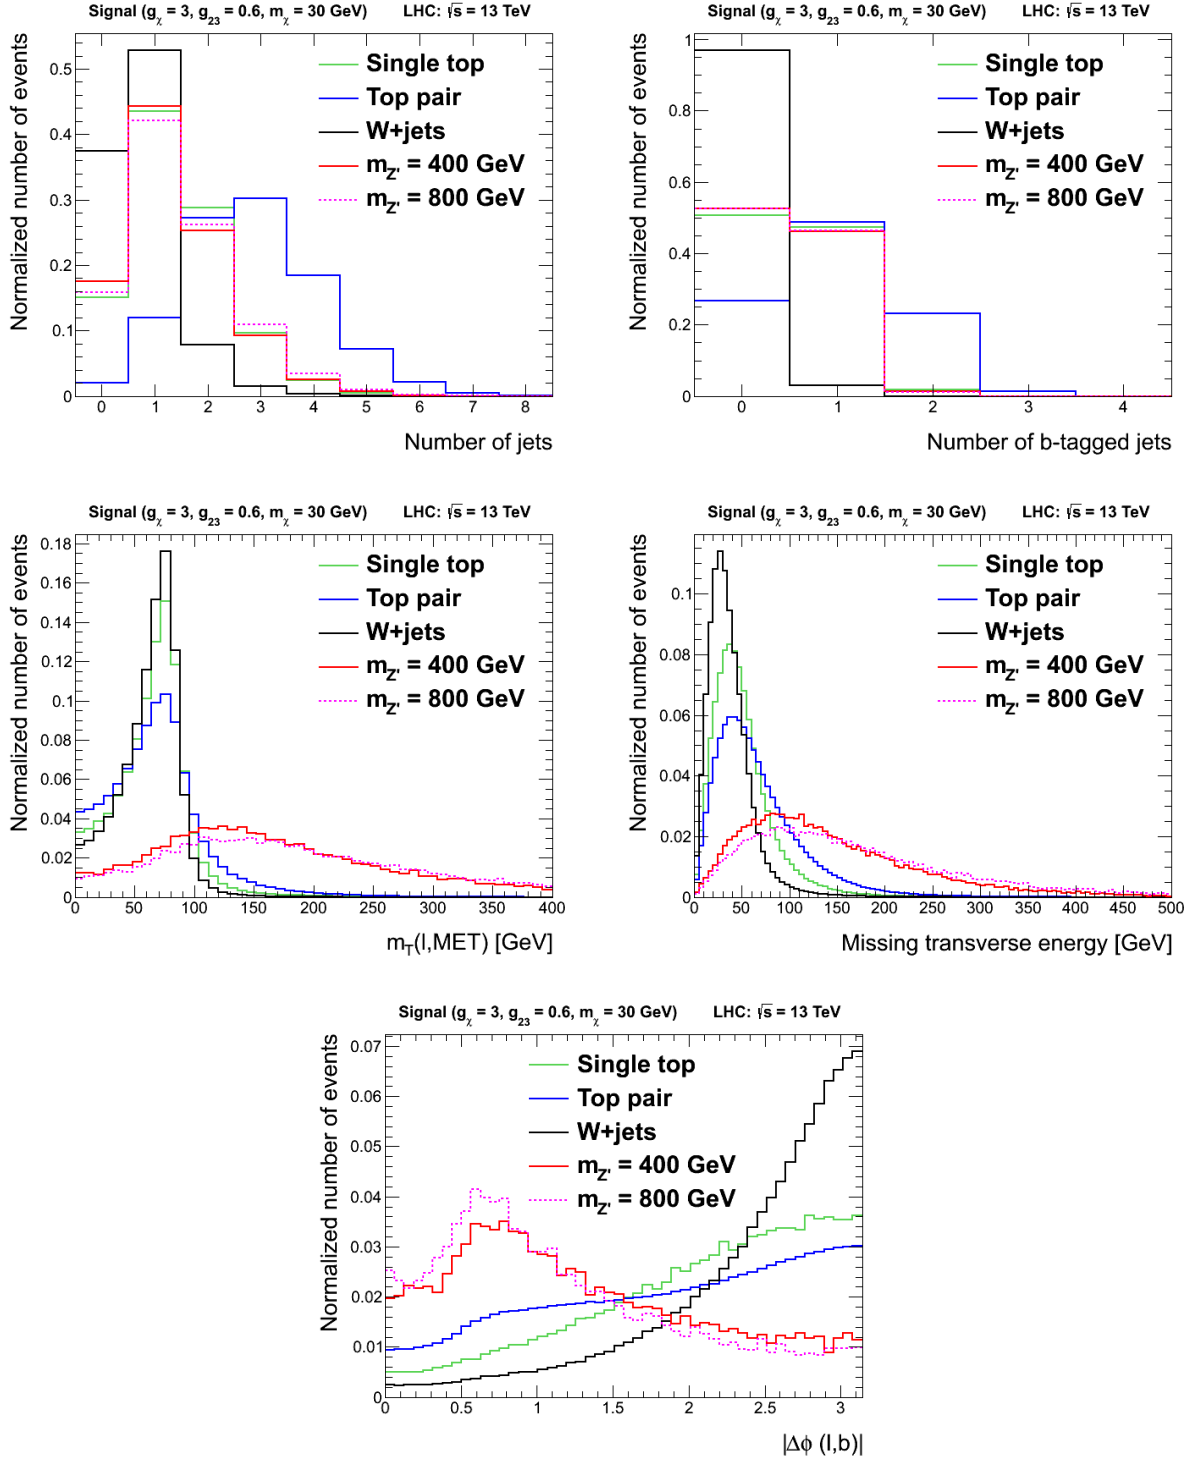 Signal (gχ = 3, g23 = 0.6, mχ = 30 GeV) LHC: √s = 13 TeV
Normalized number of events
0.5
0.4
0.3
0.2
0.1
0
Single top
Top pair
W+jets
mZ' = 400 GeV
mZ' = 800 GeV
0 1 2 3 4 5 6 7 8
Number of jets
Signal (gχ = 3, g23 = 0.6, mχ = 30 GeV) LHC: √s = 13 TeV
Normalized number of events
1
0.8
0.6
0.4
0.2
0
Single top
Top pair
W+jets
mZ' = 400 GeV
mZ' = 800 GeV
0 1 2 3 4
Number of b-tagged jets
Signal (gχ = 3, g23 = 0.6, mχ = 30 GeV) LHC: √s = 13 TeV
Normalized number of events
0.18
0.16
0.14
0.12
0.1
0.08
0.06
0.04
0.02
0
Single top
Top pair
W+jets
mZ' = 400 GeV
mZ' = 800 GeV
0 50 100 150 200 250 300 350 400
mT(l,MET) [GeV]
Signal (gχ = 3, g23 = 0.6, mχ = 30 GeV) LHC: √s = 13 TeV
Normalized number of events
0.1
0.08
0.06
0.04
0.02
0
Single top
Top pair
W+jets
mZ' = 400 GeV
mZ' = 800 GeV
0 50 100 150 200 250 300 350 400 450 500
Missing transverse energy [GeV]
Signal (gχ = 3, g23 = 0.6, mχ = 30 GeV) LHC: √s = 13 TeV
Normalized number of events
0.07
0.06
0.05
0.04
0.03
0.02
0.01
0
Single top
Top pair
W+jets
mZ' = 400 GeV
mZ' = 800 GeV
0 0.5 1 1.5 2 2.5 3
|Δϕ (l,b)|